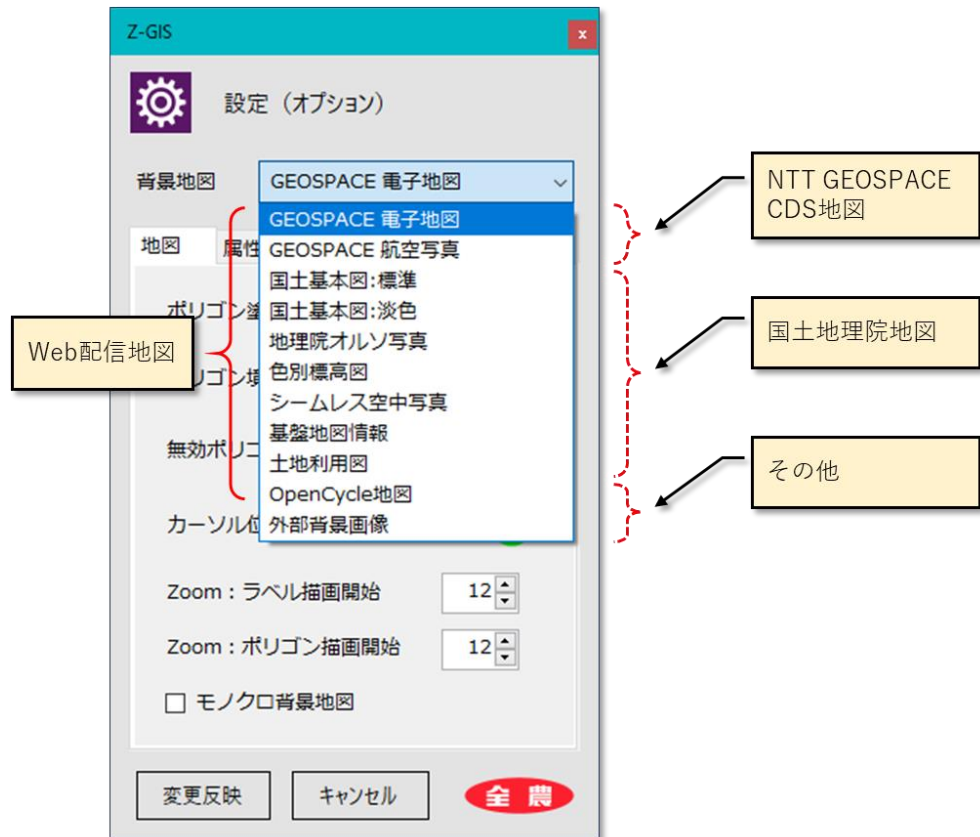 Z-GIS
x
設定（オプション）
背景地図
GEOSPACE 電子地図
GEOSPACE 電子地図
GEOSPACE 航空写真
国土基本図:標準
国土基本図:淡色
地理院オルソ写真
色別標高図
シームレス空中写真
基盤地図情報
土地利用図
OpenCycle地図
外部背景画像
地図
属性
ポリゴン塗
リゴン境
無効ポリゴ
カーソル位
Zoom：ラベル描画開始
12
Zoom：ポリゴン描画開始
12
モノクロ背景地図
変更反映
キャンセル
全農
Web配信地図
NTT GEOSPACE
CDS地図
国土地理院地図
その他